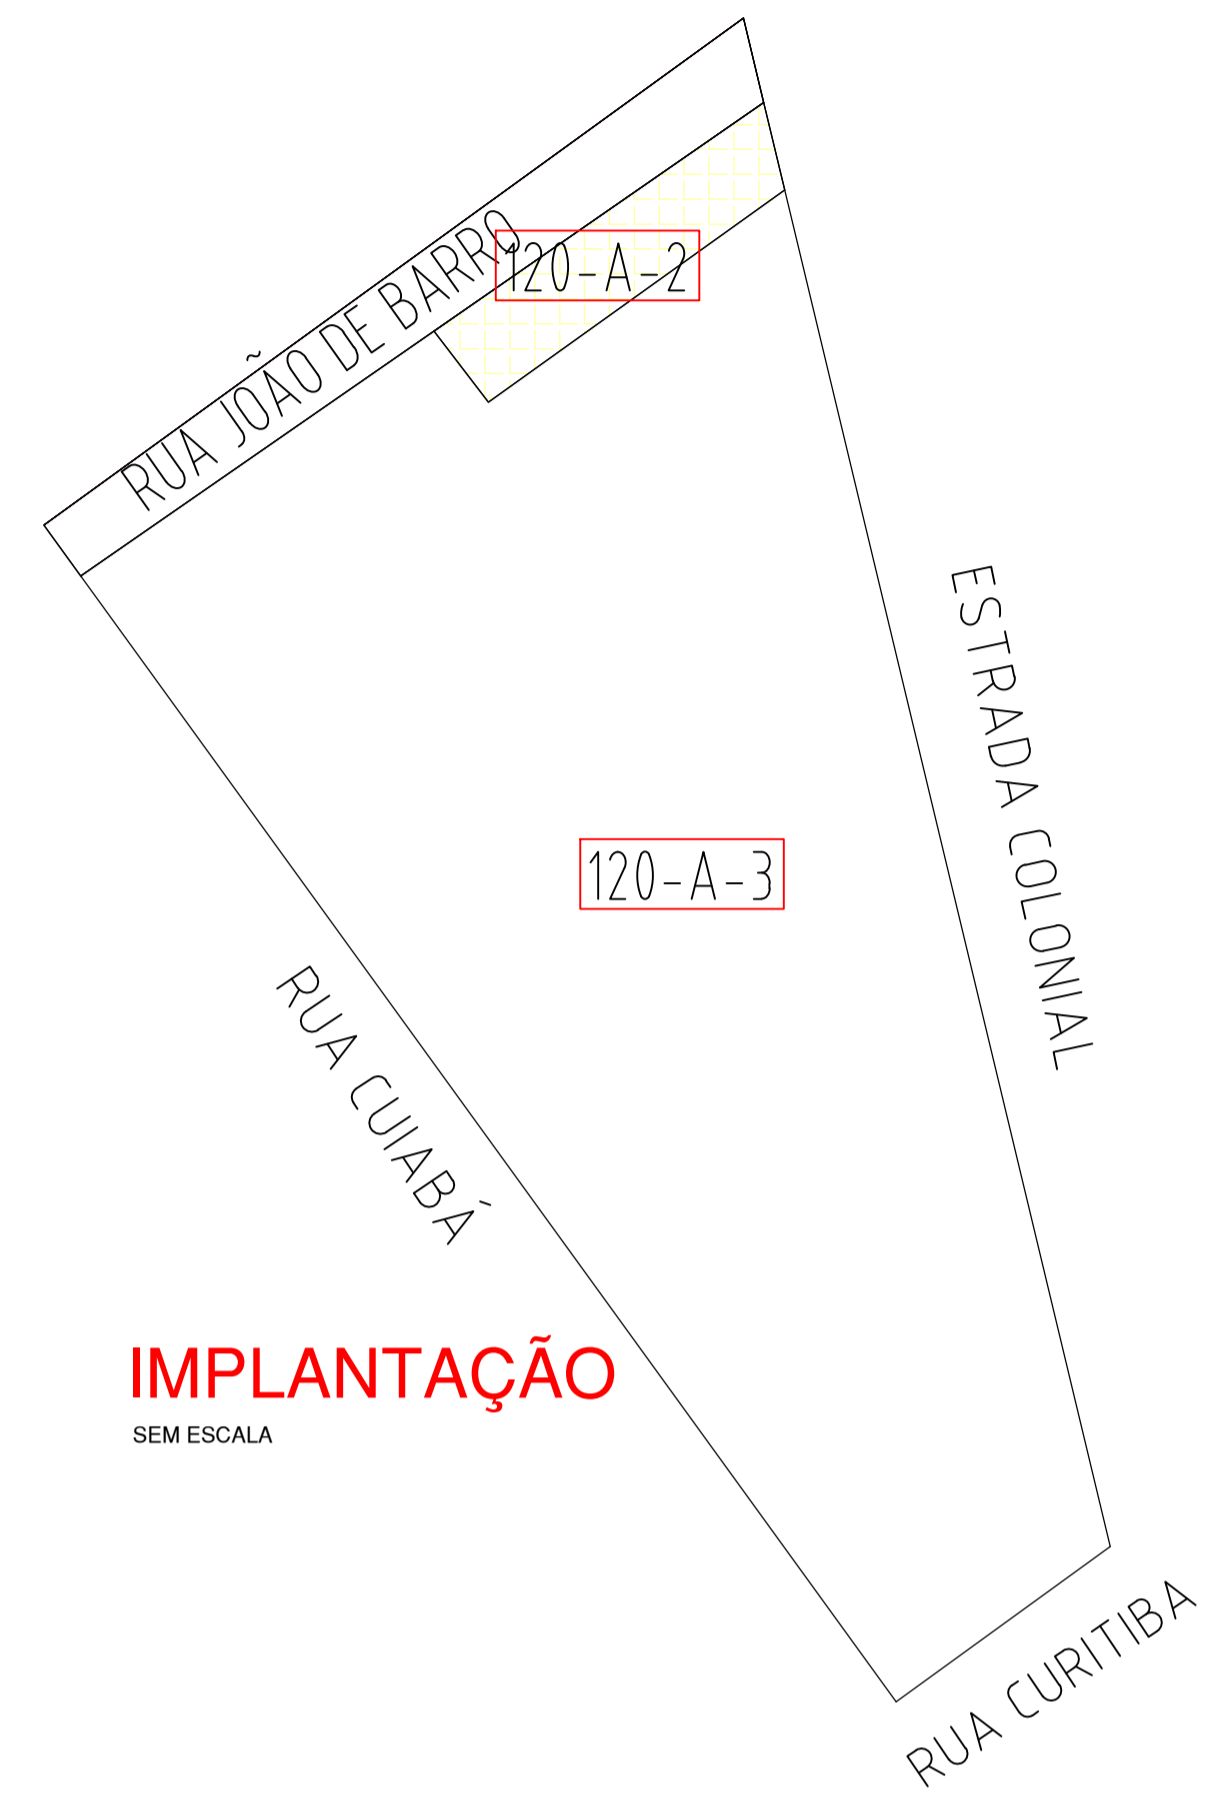 RUA JOÃO DE BARRO
120-A-2
ESTRADA COLONIAL
120-A-3
RUA CUIABÁ
IMPLANTAÇÃO
SEM ESCALA
RUA CURITIBA